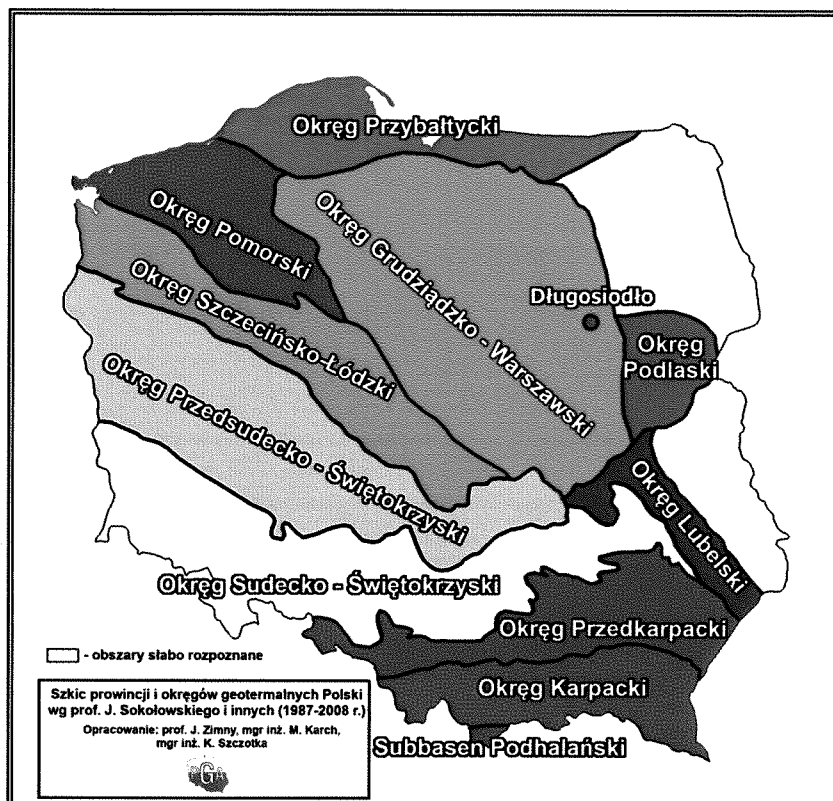 Okręg Przybałtycki
Okręg Pomorski
Okręg Grudziądzko - Warszawski
Okręg Szczecińsko-Łódzki
Długosiodło
Okręg
Podlaski
Okręg Przedsudecko - Świętokrzyski
Okręg Lubelski
Okręg Sudecko - Świętokrzyski
Okręg Przedkarpacki
- obszary słabo rozpoznane
Okręg Karpacki
Szkic prowincji i okręgów geotermalnych Polski
wg prof. J. Sokołowskiego i innych (1987-2008 r.)
Opracowanie: prof. J. Zimny, mgr inż. M. Karch,
mgr inż. K. Szczotka
Subbasen Podhalański
PGA